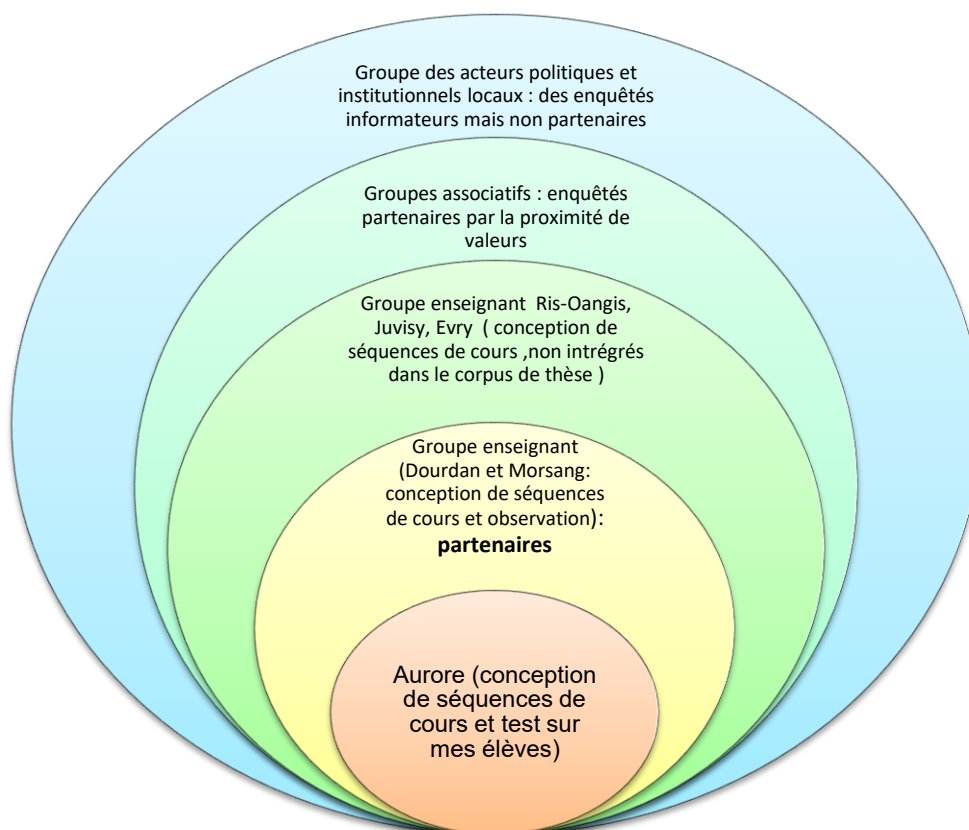 Groupe des acteurs politiques et
institutionnels locaux : des enquêtés
informateurs mais non partenaires
Groupes associatifs : enquêtés
partenaires par la proximité de
valeurs
Groupe enseignant Ris-Oangis,
Juvisy, Evry ( conception de
séquences de cours ,non intrégrés
dans le corpus de thèse )
Groupe enseignant
(Dourdan et Morsang:
conception de séquences
de cours et observation):
partenaires
Aurore (conception
de séquences de
cours et test sur
mes élèves)